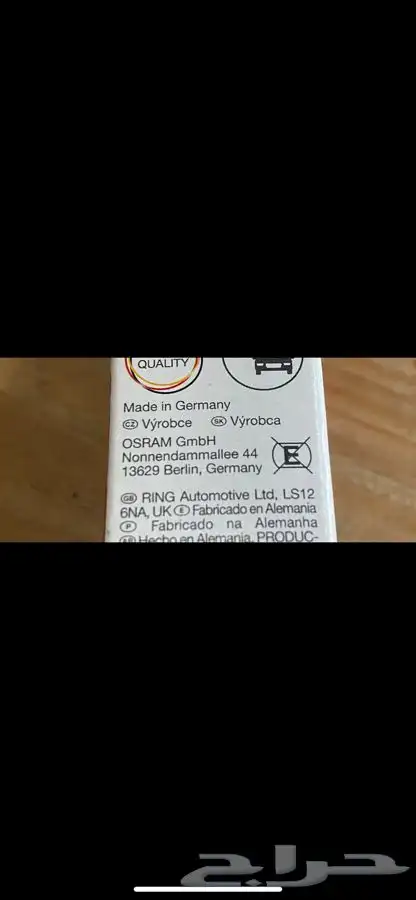 QUALITY
Made in Germany
CZ Výrobce SK Výrobca
OSRAM GmbH
Nonnendammallee 44
13629 Berlin, Germany
E
GB RING Automotive Ltd, LS12
6NA, UK E Fabricado en Alemania
P Fabricado na Alemanha
Hecho en Alemania, PRODUC-
حراج